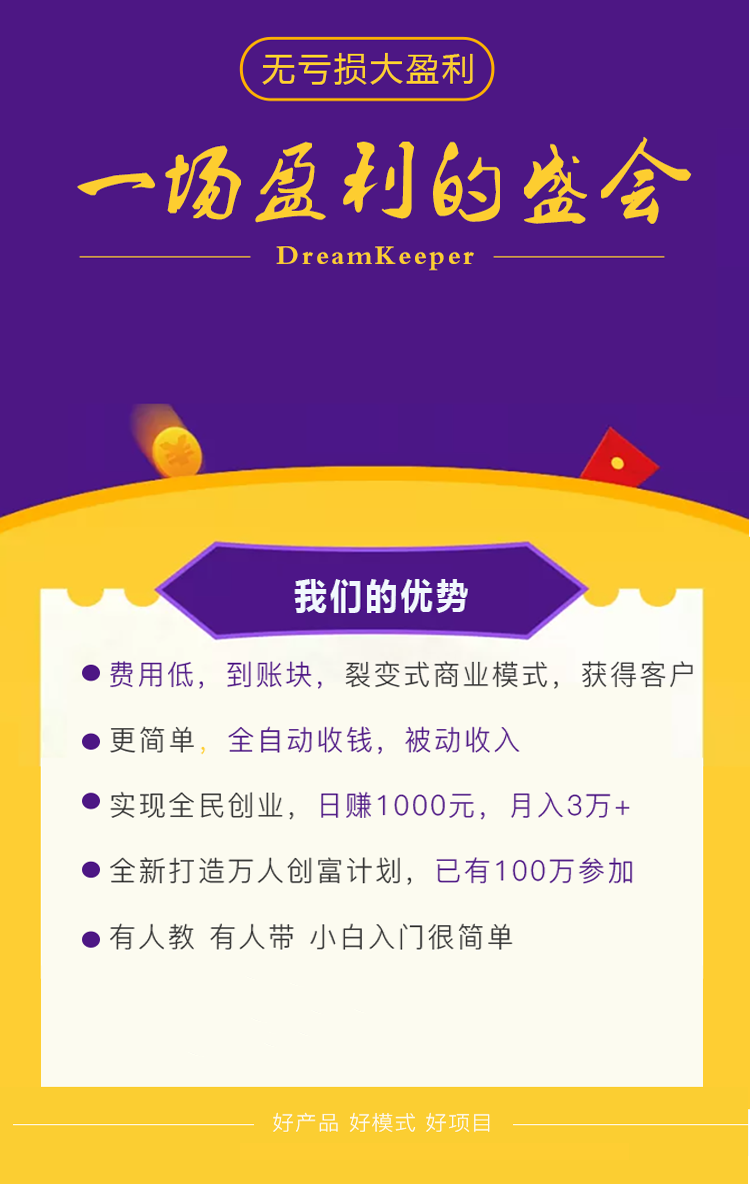 无亏损大盈利
一场盈利的盛会
DreamKeeper
我们的优势
费用低，到账块，裂变式商业模式，获得客户
更简单，全自动收钱，被动收入
实现全民创业，日赚1000元，月入3万+
全新打造万人创富计划，已有100万参加
有人教 有人带 小白入门很简单
好产品 好模式 好项目